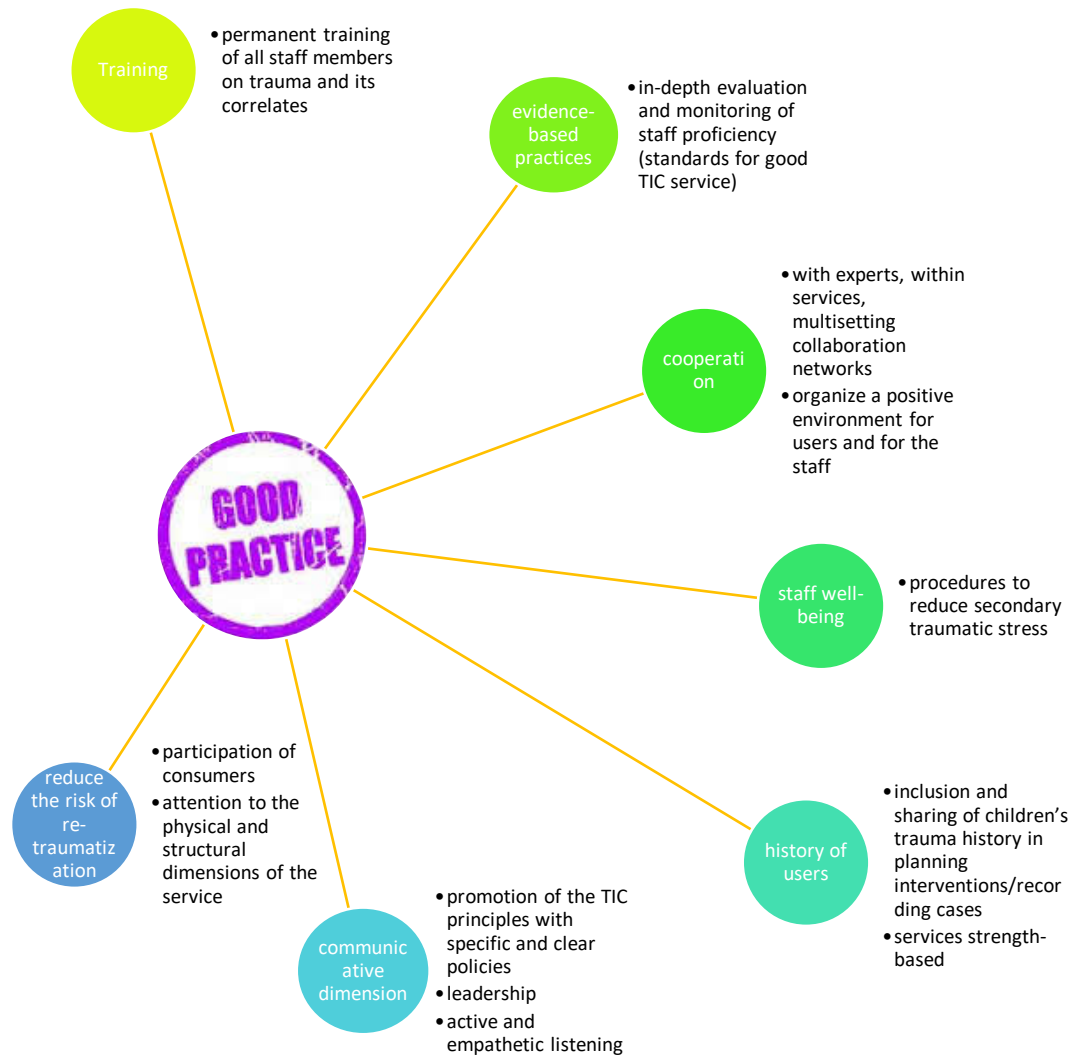 Training
•permanent training
of all staff members
on trauma and its
correlates
evidence-
based
practices
•in-depth evaluation
and monitoring of
staff proficiency
(standards for good
TIC service)
cooperati
on
•with experts, within
services,
multisetting
collaboration
networks
•organize a positive
environment for
users and for the
staff
GOOD
PRACTICE
staff well-
being
•procedures to
reduce secondary
traumatic stress
history of
users
•inclusion and
sharing of children’s
trauma history in
planning
interventions/recor
ding cases
•services strength-
based
communic
ative
dimension
•promotion of the TIC
principles with
specific and clear
policies
•leadership
•active and
empathetic listening
reduce
the risk of
re-
traumatiz
ation
•participation of
consumers
•attention to the
physical and
structural
dimensions of the
service